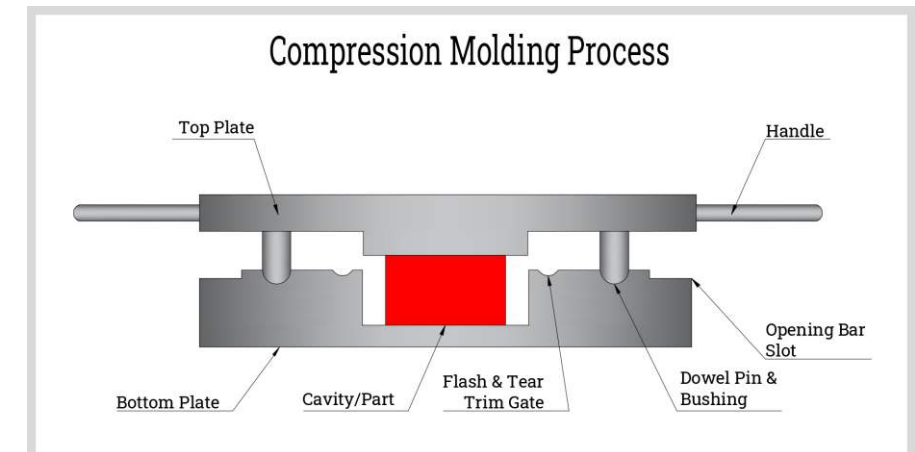 Compression Molding Process
Top Plate
Handle
Opening Bar
Slot
Bottom Plate
Cavity/Part
Flash & Tear
Trim Gate
Dowel Pin &
Bushing